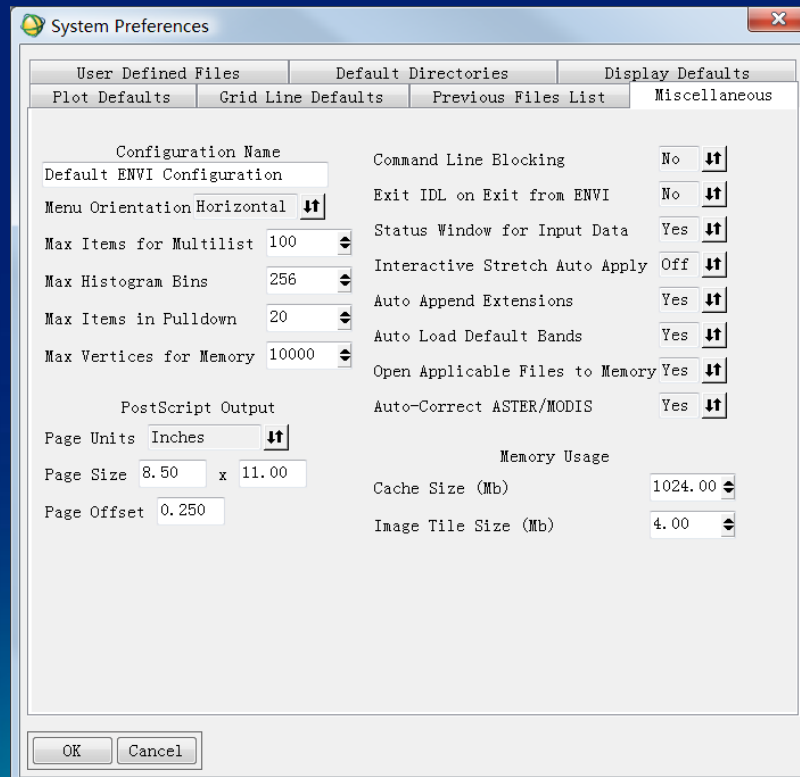 System Preferences
User Defined Files
Default Directories
Display Defaults
Plot Defaults
Grid Line Defaults
Previous Files List
Miscellaneous
Configuration Name
Default ENVI Configuration
Menu Orientation Horizontal
Max Items for Multilist 100
Max Histogram Bins 256
Max Items in Pulldown 20
Max Vertices for Memory 10000
PostScript Output
Page Units Inches
Page Size 8.50 x 11.00
Page Offset 0.250
Command Line Blocking No
Exit IDL on Exit from ENVI No
Status Window for Input Data Yes
Interactive Stretch Auto Apply Off
Auto Append Extensions Yes
Auto Load Default Bands Yes
Open Applicable Files to Memory Yes
Auto-Correct ASTER/MODIS Yes
Memory Usage
Cache Size (Mb) 1024.00
Image Tile Size (Mb) 4.00
OK
Cancel